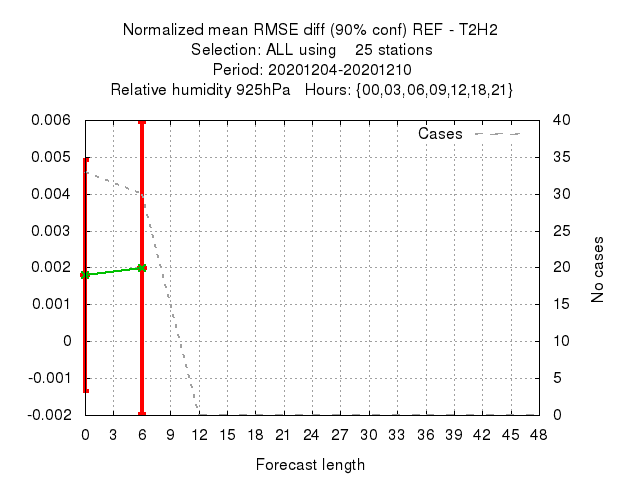 Normalized mean RMSE diff (90% conf) REF - T2H2
Selection: ALL using    25 stations
Period: 20201204-20201210
Relative humidity 925hPa   Hours: {00,03,06,09,12,18,21}
0.006
0.005
0.004
0.003
0.002
0.001
0
-0.001
-0.002
Cases
40
35
30
25
20
15
10
5
0
No cases
0 3 6 9 12 15 18 21 24 27 30 33 36 39 42 45 48
Forecast length